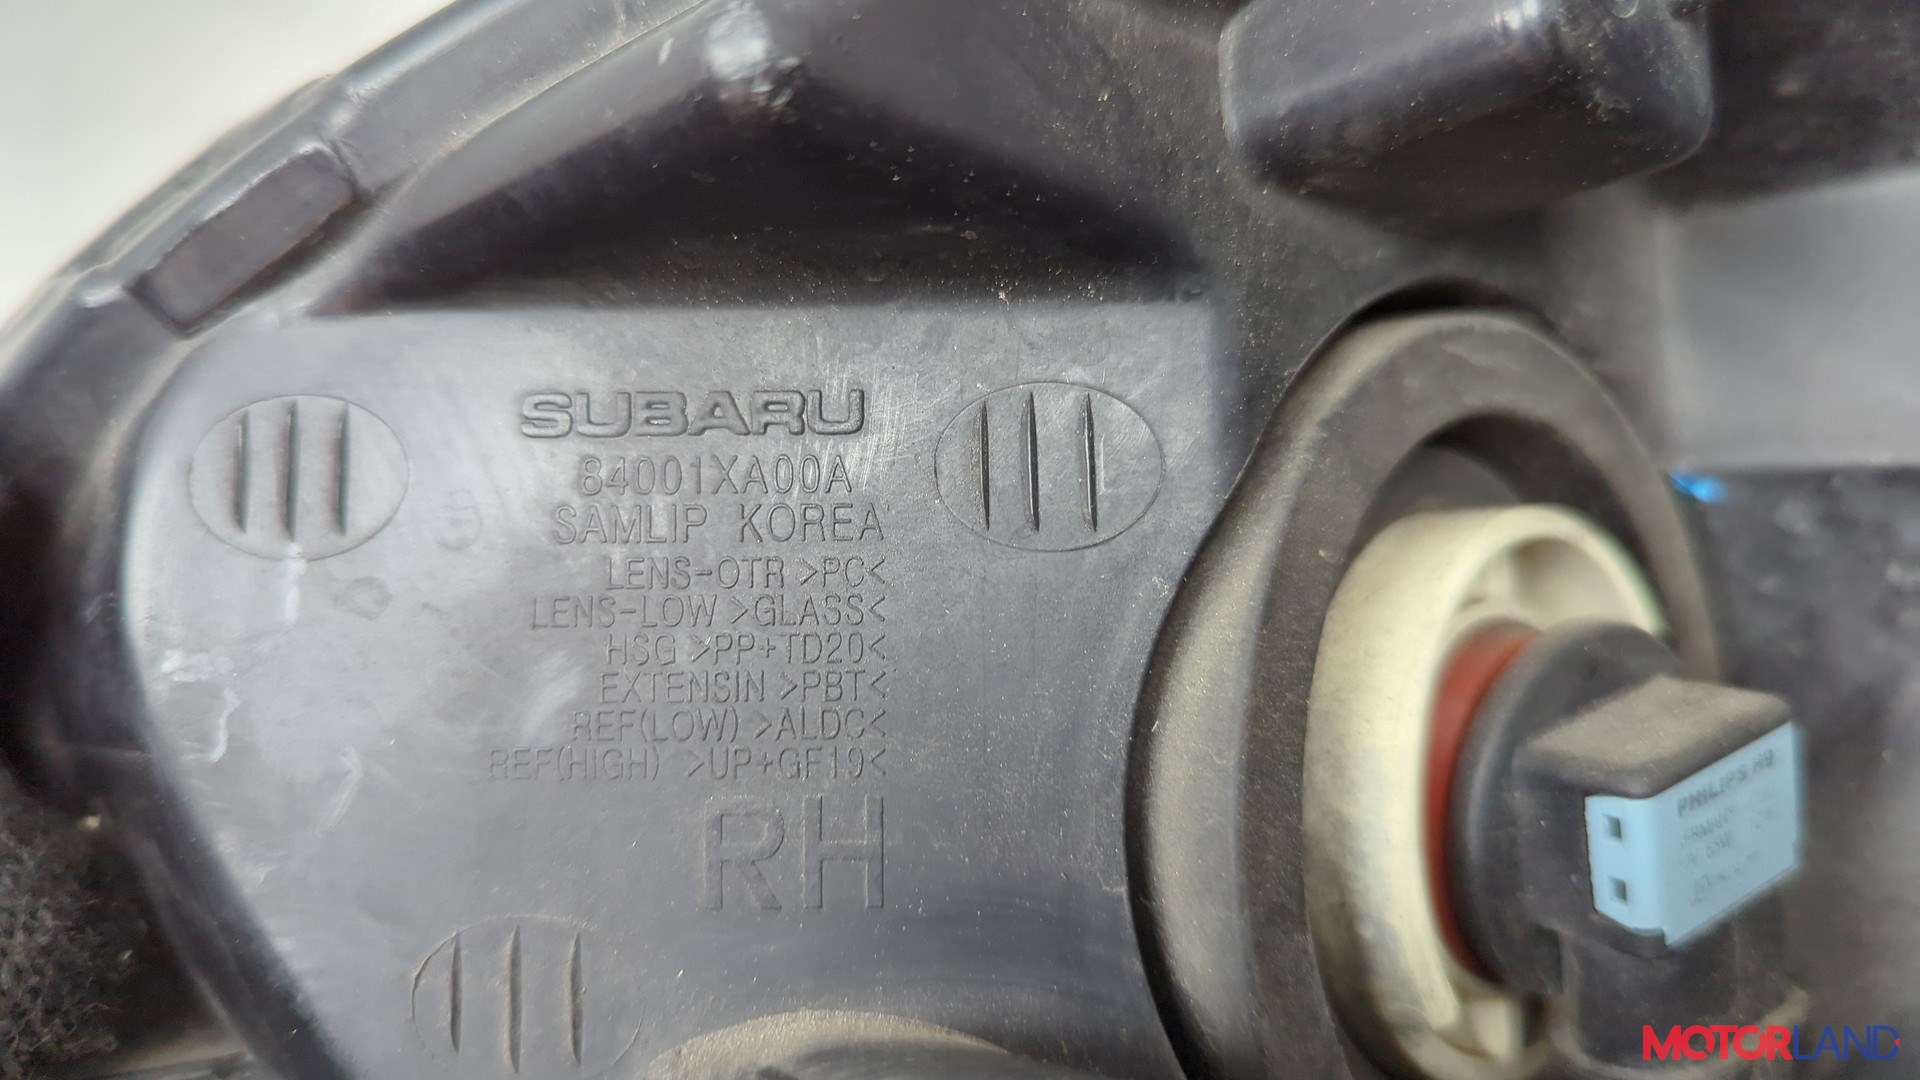 SUBARU
84001XA00A
SAMLIP KOREA
LENS-OTR >PC<
LENS-LOW >GLASS<
HSG >PP+TD20<
EXTENSIN >PBT<
REF(LOW) >ALDC<
REF(HIGH) >UP+GF19<
RH
PHILIPS H9
MOTORLAND